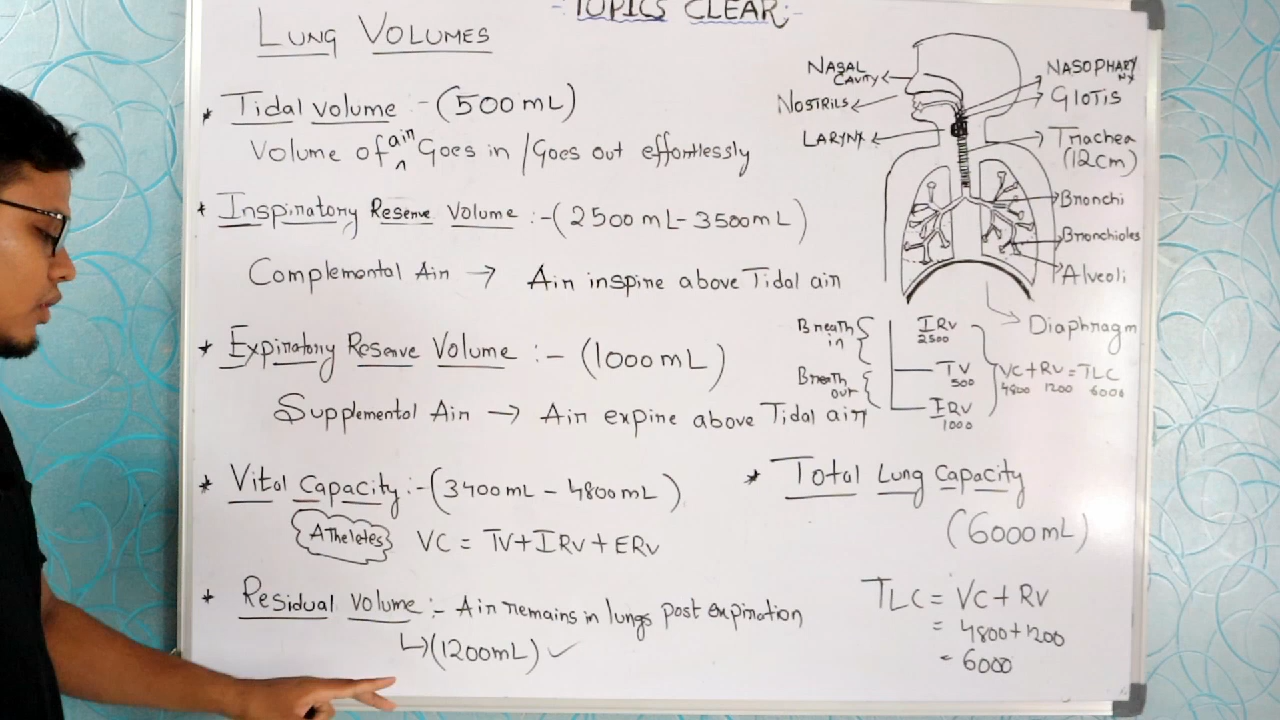 - TOPICS CLEAR:-
LUNG VOLUMES
* Tidal volume :- (500 mL)
Volume of air Goes in / Goes out effortlessly
* Inspiratory Reserve Volume :- (2500 mL - 3500 mL)
Complemental Air → Air inspire above Tidal air
* Expiratory Reserve Volume :- (1000 mL)
Supplemental Air → Air expire above Tidal air
* Vital Capacity :- (3400 mL - 4800 mL)
Atheletes
VC = TV + IRV + ERV
* Residual volume :- Air remains in lungs post expiration
↳ (1200mL) ✓
NASAL
CAVITY
NOSTRILS
LARYNX
NASOPHARY
NX
GlOTIS
Trachea
(12cm)
Bronchi
Bronchioles
Alveoli
Diaphragm
Breath
in
Breath
out
IRV
2500
TV
500
IRV
1000
VC + RV = TLC
4800 1200 6000
* Total Lung Capacity
(6000 mL)
TLC = VC + RV
= 4800 + 1200
= 6000